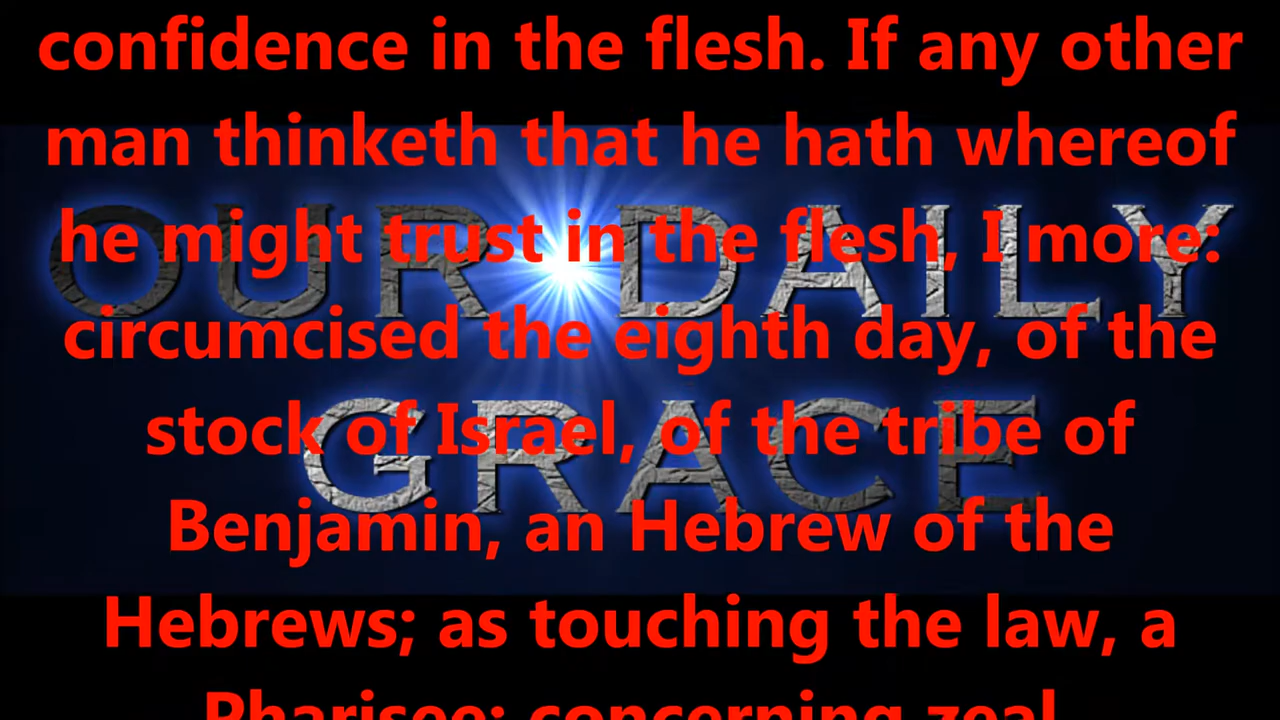 confidence in the flesh. If any other
man thinketh that he hath whereof
he might trust in the flesh, I more:
circumcised the eighth day, of the
stock of Israel, of the tribe of
Benjamin, an Hebrew of the
Hebrews; as touching the law, a
Pharisee; concerning zeal,
OUR DAILY
GRACE